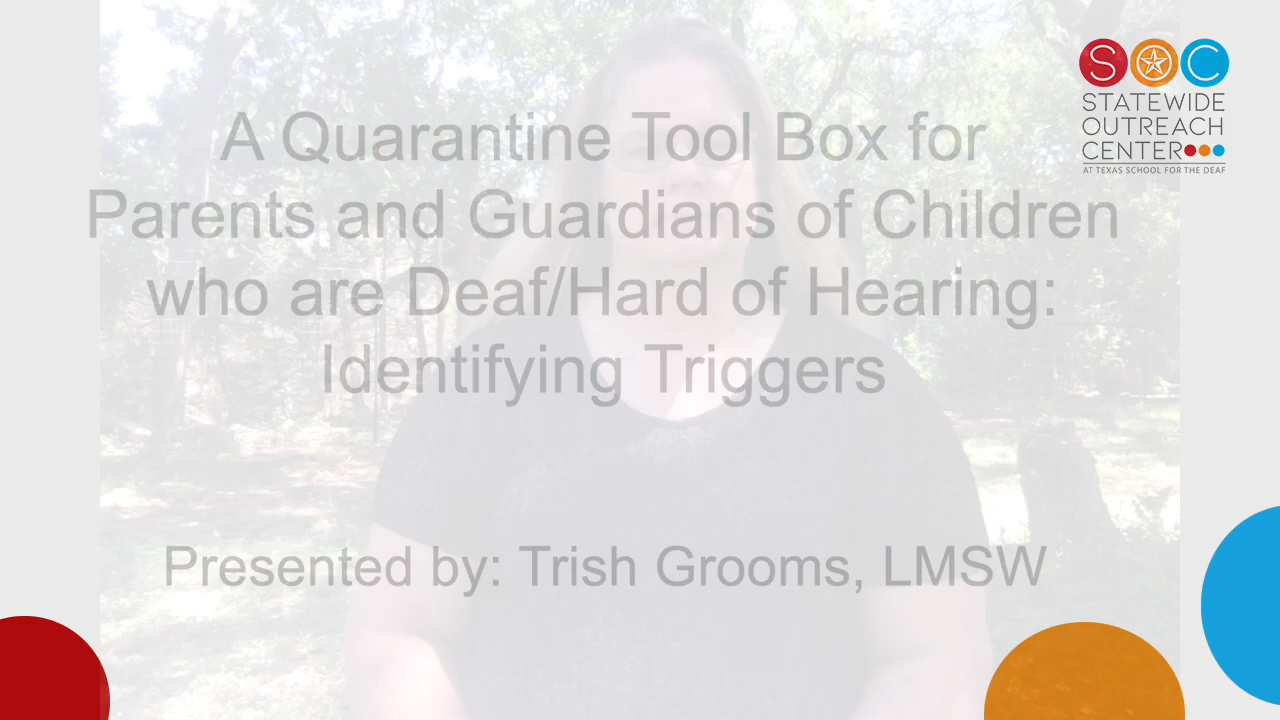 A Quarantine Tool Box for
Parents and Guardians of Children
who are Deaf/Hard of Hearing:
Identifying Triggers
Presented by: Trish Grooms, LMSW
SOC
STATEWIDE
OUTREACH
CENTER
AT TEXAS SCHOOL FOR THE DEAF